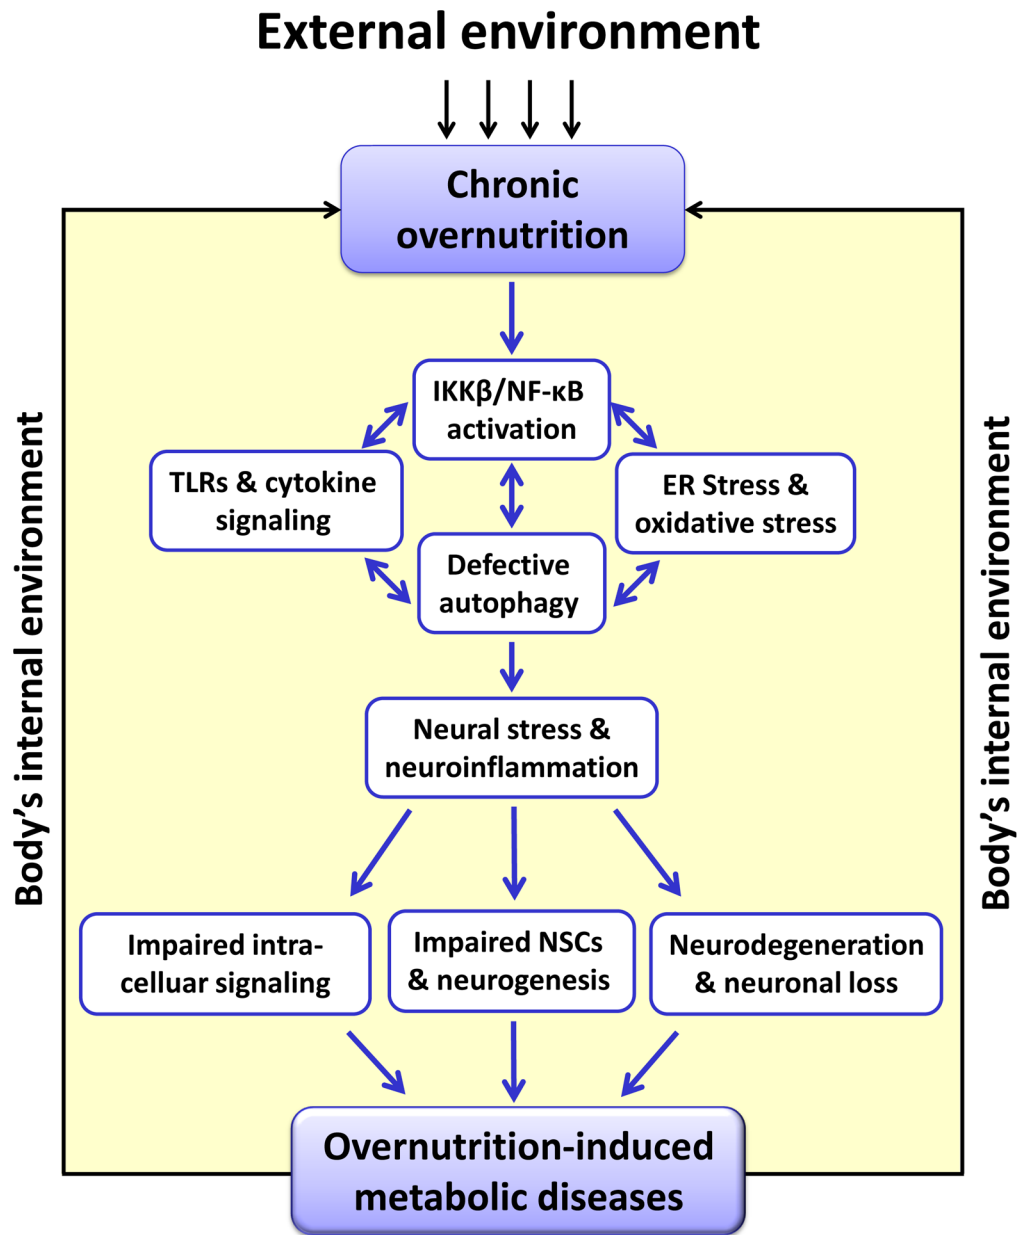 External environment
Chronic
overnutrition
IKKβ/NF-κB
activation
TLRs & cytokine
signaling
ER Stress &
oxidative stress
Defective
autophagy
Neural stress &
neuroinflammation
Body's internal environment
Body's internal environment
Impaired intra-
celluar signaling
Impaired NSCs
& neurogenesis
Neurodegeneration
& neuronal loss
Overnutrition-induced
metabolic diseases